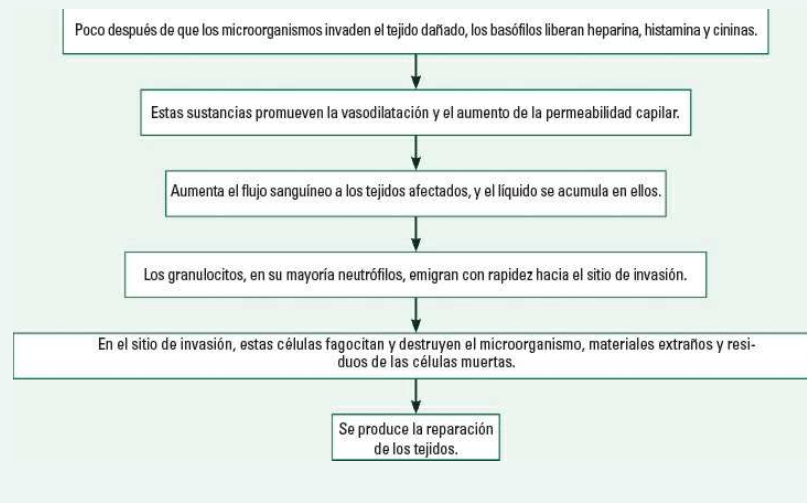 Poco después de que los microorganismos invaden el tejido dañado, los basófilos liberan heparina, histamina y cininas.
Estas sustancias promueven la vasodilatación y el aumento de la permeabilidad capilar.
Aumenta el flujo sanguíneo a los tejidos afectados, y el líquido se acumula en ellos.
Los granulocitos, en su mayoría neutrófilos, emigran con rapidez hacia el sitio de invasión.
En el sitio de invasión, estas células fagocitan y destruyen el microorganismo, materiales extraños y resi-
duos de las células muertas.
Se produce la reparación
de los tejidos.